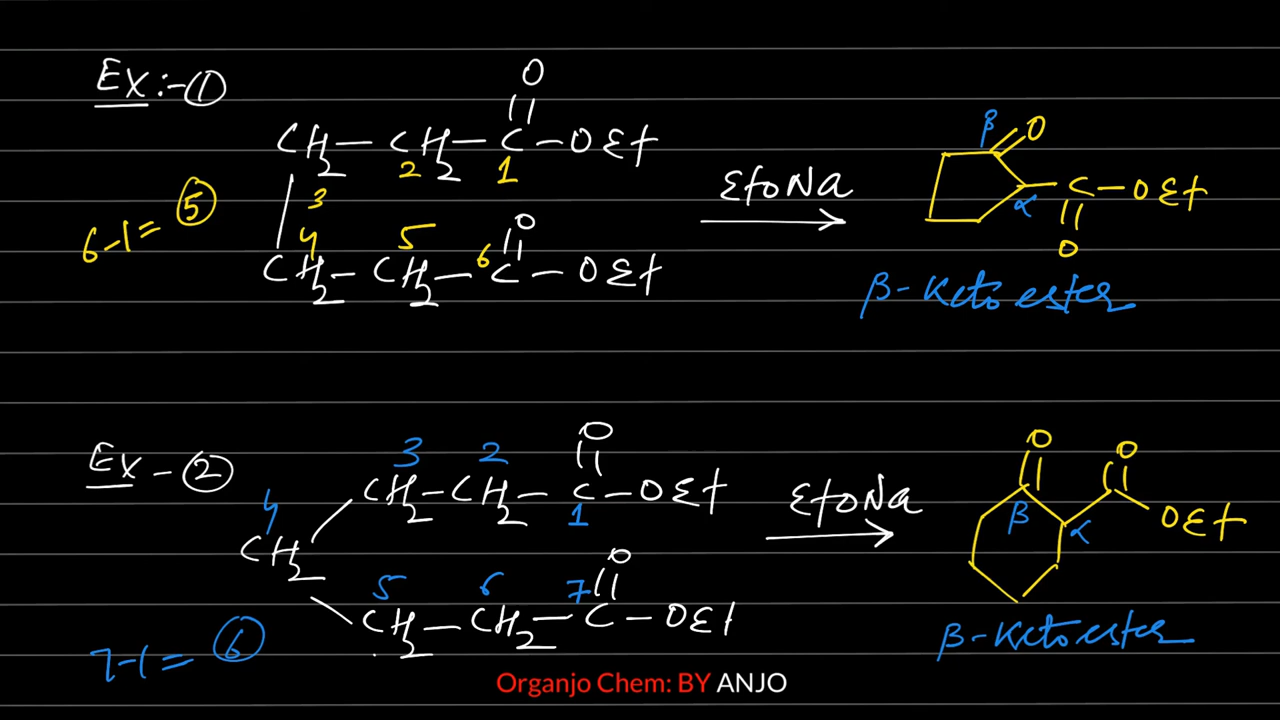 EX:-①
O
CH2—CH2—C—OEt
3 2 1
6-1=⑤
4 5 6 O
CH2—CH2—C—OEt
EtONa
β O
α C—OEt
O
β-Keto ester
EX-②
3 2 O
CH2—CH2—C—OEt
4 1
CH2
5 6 7 O
CH2—CH2—C—OEt
7-1=⑥
EtONa
O O
β α OEt
β-Keto ester
Organjo Chem: BY ANJO